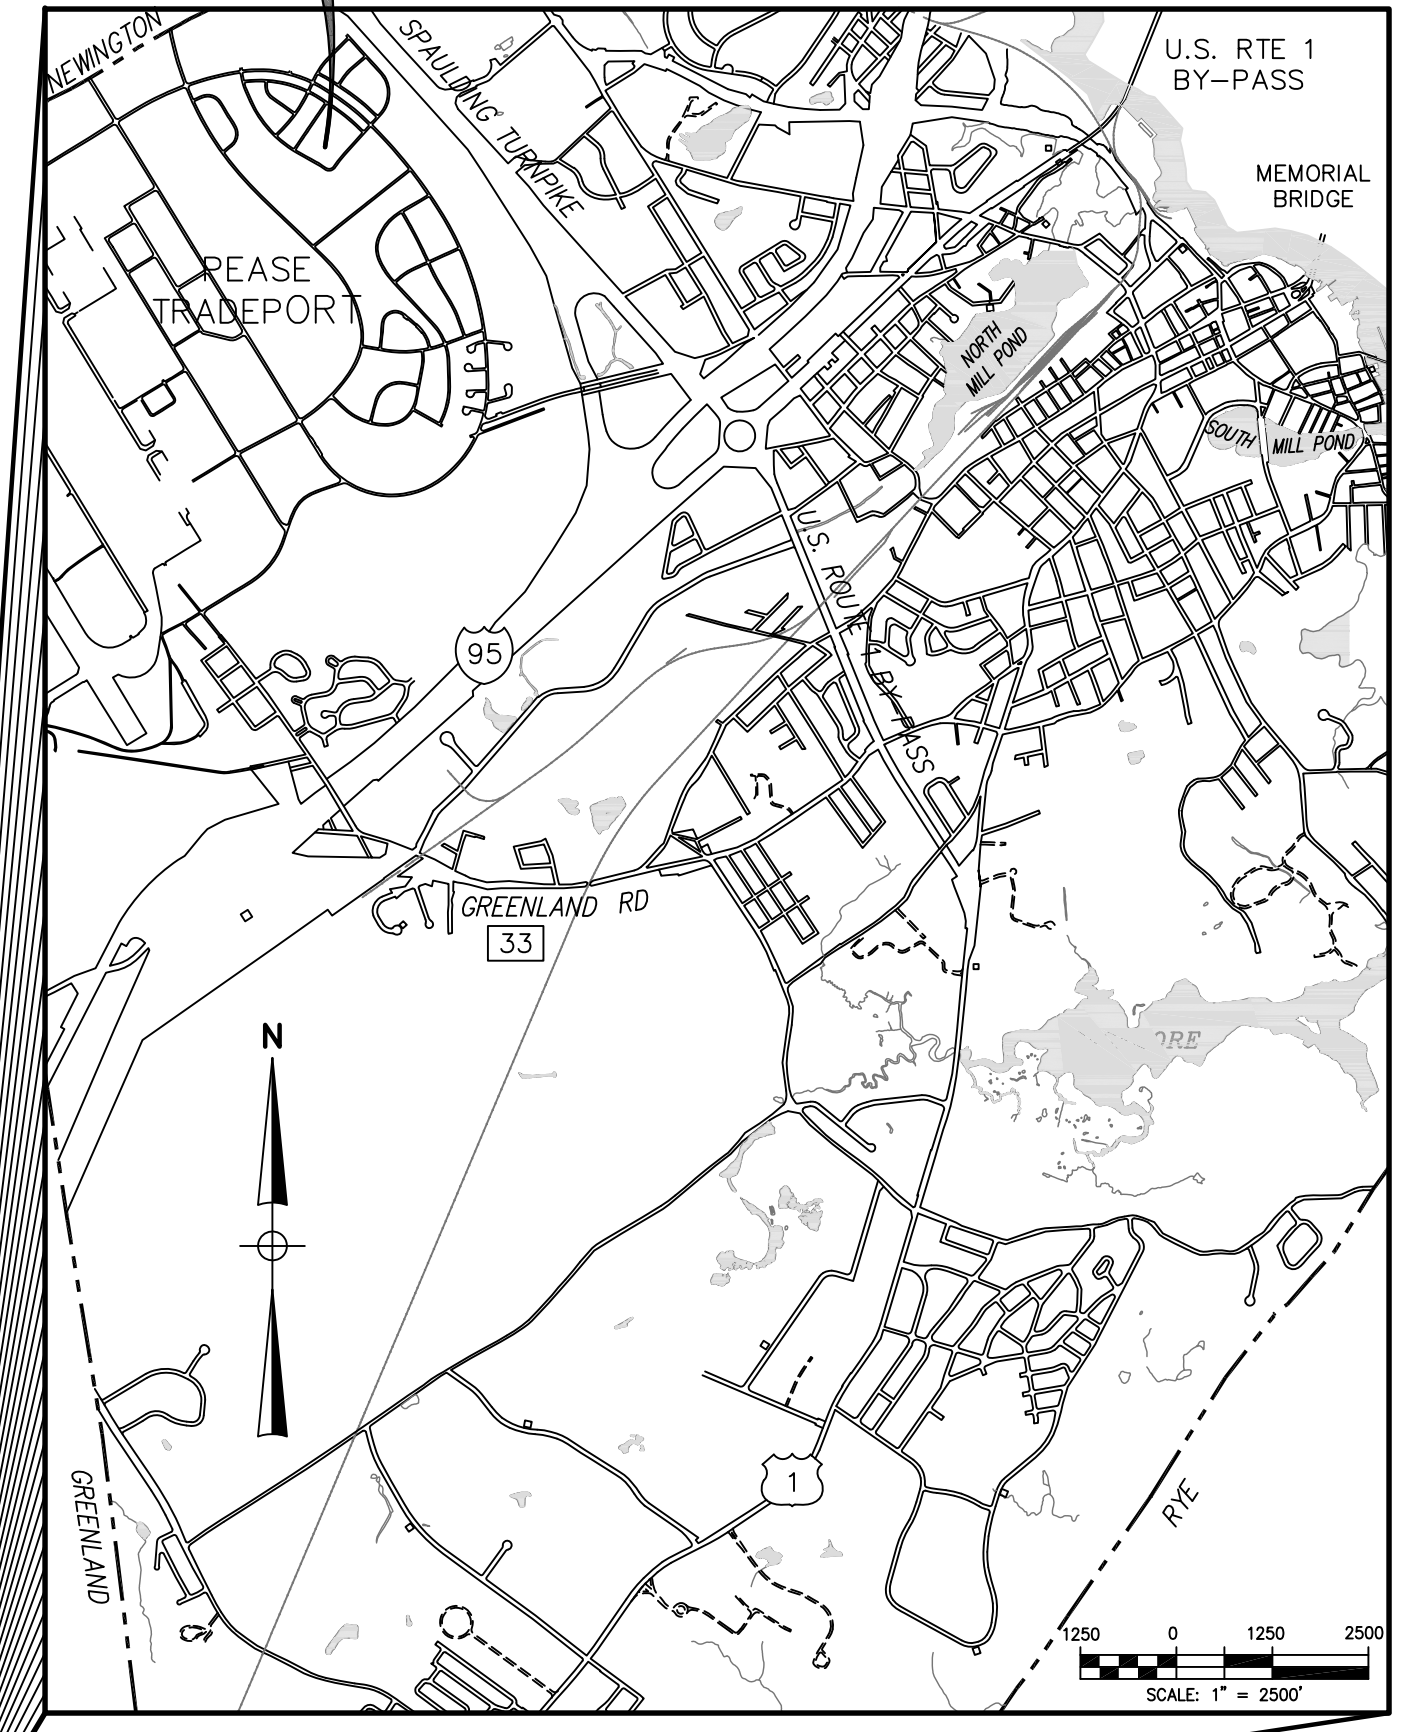 NEWINGTON
SPAULDING TURNPIKE
U.S. RTE 1
BY-PASS
MEMORIAL
BRIDGE
PEASE
TRADEPORT
NORTH
MILL POND
SOUTH MILL POND
U.S. ROUTE 1 BY-PASS
95
GREENLAND RD
33
N
ORE
1
GREENLAND
RYE
1250 0 1250 2500
SCALE: 1" = 2500'